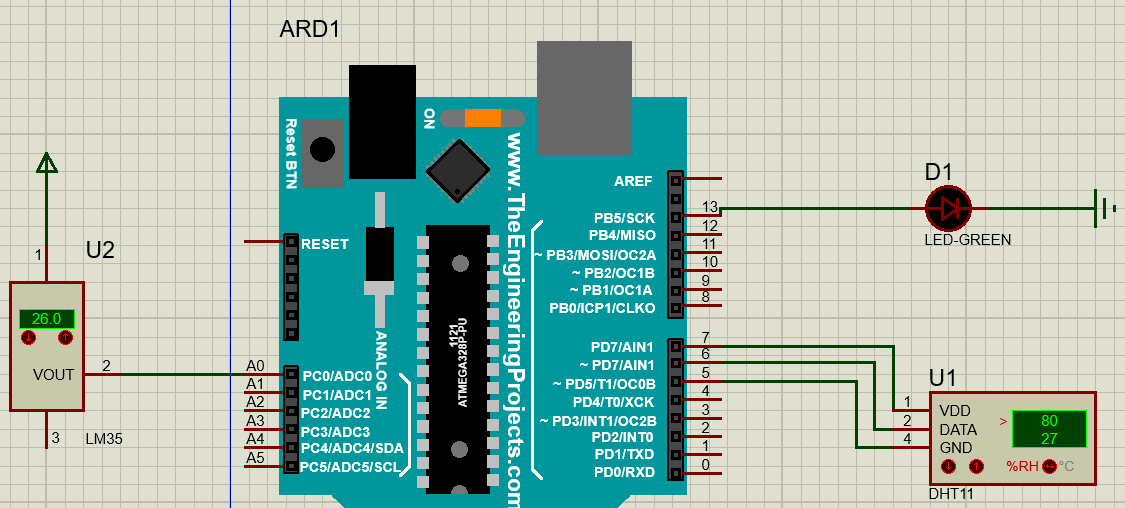 ARD1
ON
Reset BTN
www.TheEngineeringProjects.com
AREF
RESET
13
PB5/SCK
12
PB4/MISO
11
~ PB3/MOSI/OC2A
10
~ PB2/OC1B
9
~ PB1/OC1A
8
PB0/ICP1/CLKO
D1
LED-GREEN
1
U2
26.0
VOUT
2
3
LM35
A0
PC0/ADC0
A1
PC1/ADC1
A2
PC2/ADC2
A3
PC3/ADC3
A4
PC4/ADC4/SDA
A5
PC5/ADC5/SCL
ANALOG IN
1121
ATMEGA328P-PU
7
PD7/AIN1
6
~ PD7/AIN1
5
~ PD5/T1/OC0B
4
PD4/T0/XCK
3
~ PD3/INT1/OC2B
2
PD2/INT0
1
PD1/TXD
0
PD0/RXD
U1
1
VDD
2
DATA
4
GND
>
80
27
%RH
°C
DHT11